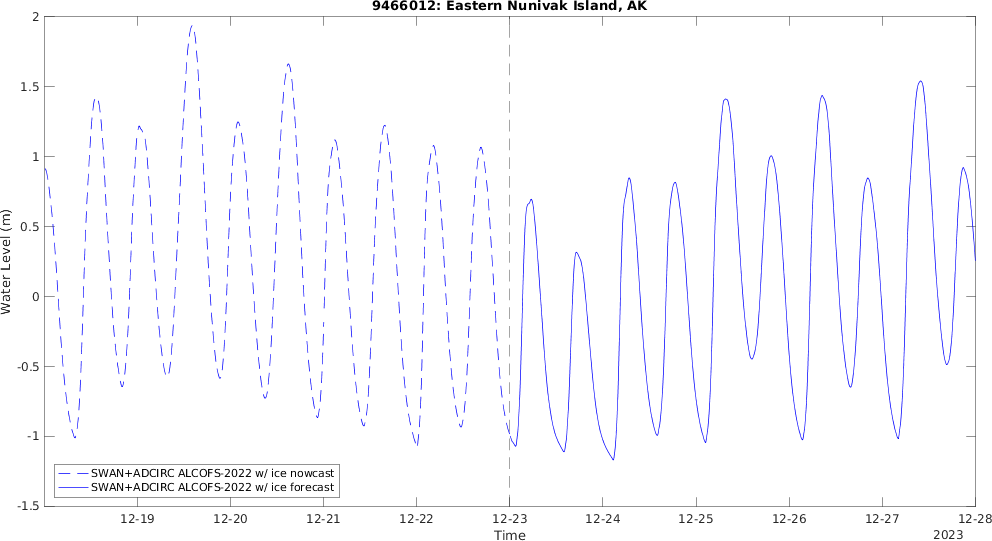 9466012: Eastern Nunivak Island, AK
Water Level (m)
2
1.5
1
0.5
0
-0.5
-1
-1.5
SWAN+ADCIRC ALCOFS-2022 w/ ice nowcast
SWAN+ADCIRC ALCOFS-2022 w/ ice forecast
12-19 12-20 12-21 12-22 12-23 12-24 12-25 12-26 12-27 12-28
Time
2023